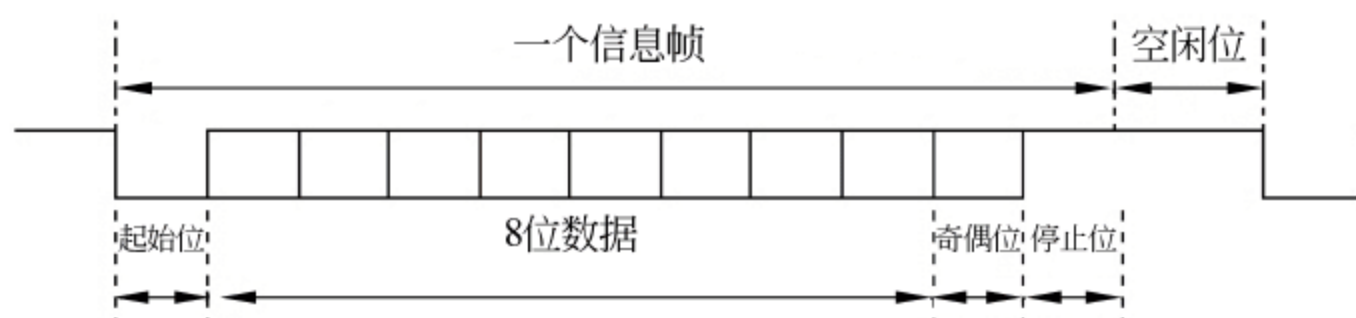 一个信息帧
空闲位
起始位
8位数据
奇偶位
停止位